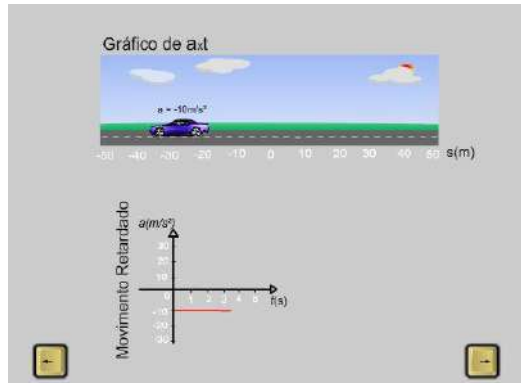 Gráfico de axt
a = -10m/s²
-50 -40 -30 -20 -10 0 10 20 30 40 50 s(m)
Movimento Retardado
a(m/s²)
30
20
10
0 1 2 3 4 5 t(s)
-10
-20
-30